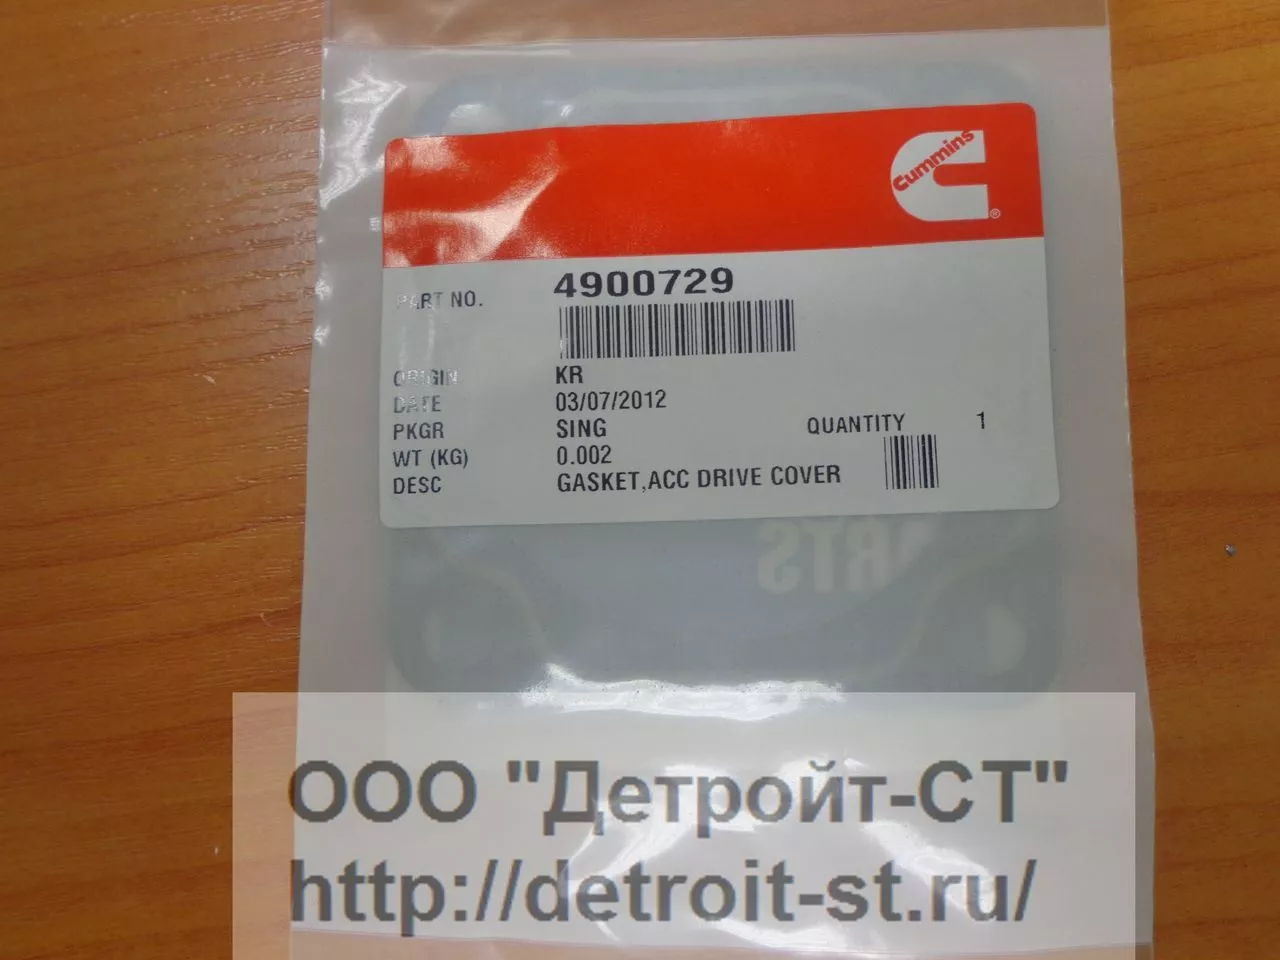 Cummins
®
PART NO. 4900729
ORIGIN KR
DATE 03/07/2012
PKGR SING QUANTITY 1
WT (KG) 0.002
DESC GASKET,ACC DRIVE COVER
ООО "Детройт-СТ"
http://detroit-st.ru/